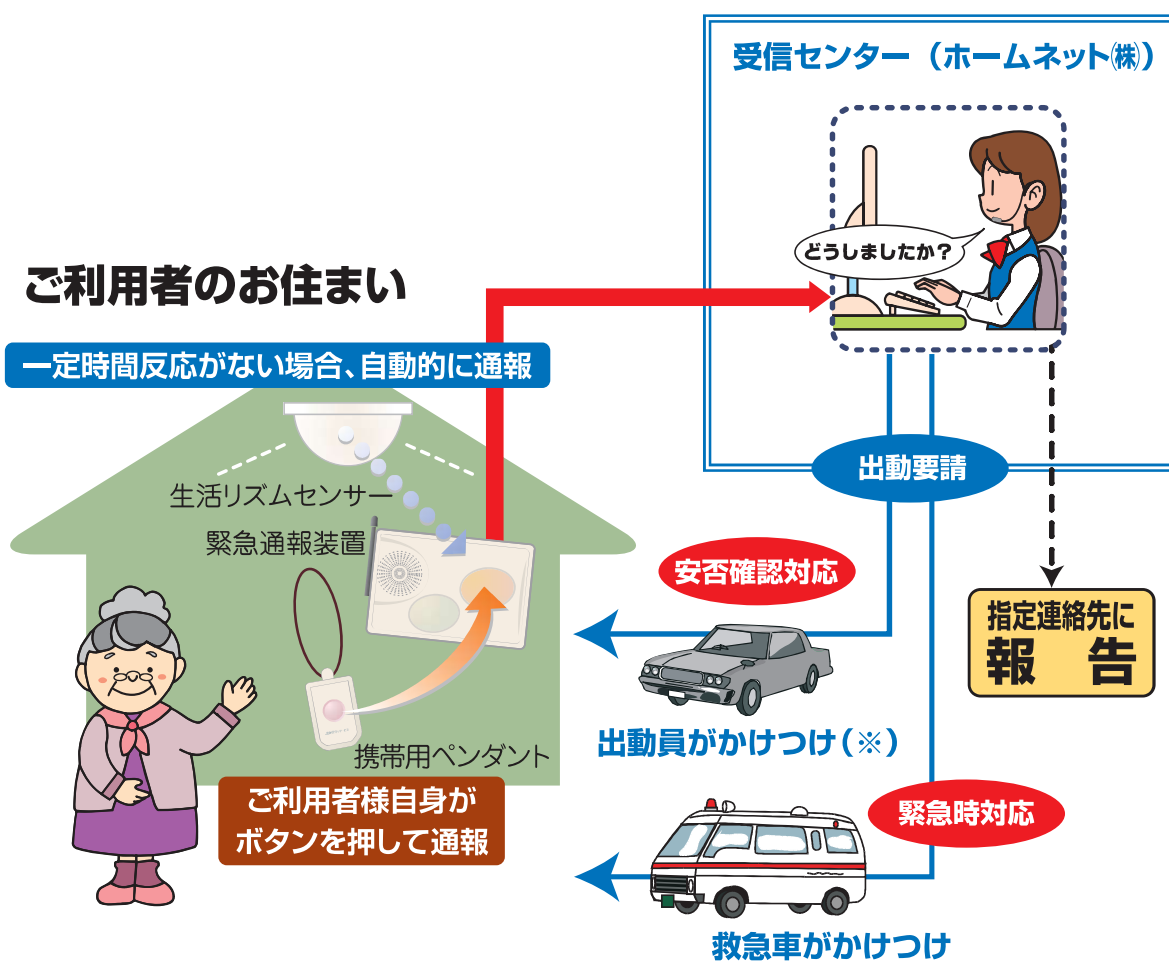 受信センター（ホームネット㈱）
どうしましたか？
ご利用者のお住まい
一定時間反応がない場合、自動的に通報
生活リズムセンサー
緊急通報装置
携帯用ペンダント
ご利用者様自身が
ボタンを押して通報
出動要請
安否確認対応
出動員がかけつけ（※）
指定連絡先に
報　告
緊急時対応
救急車がかけつけ